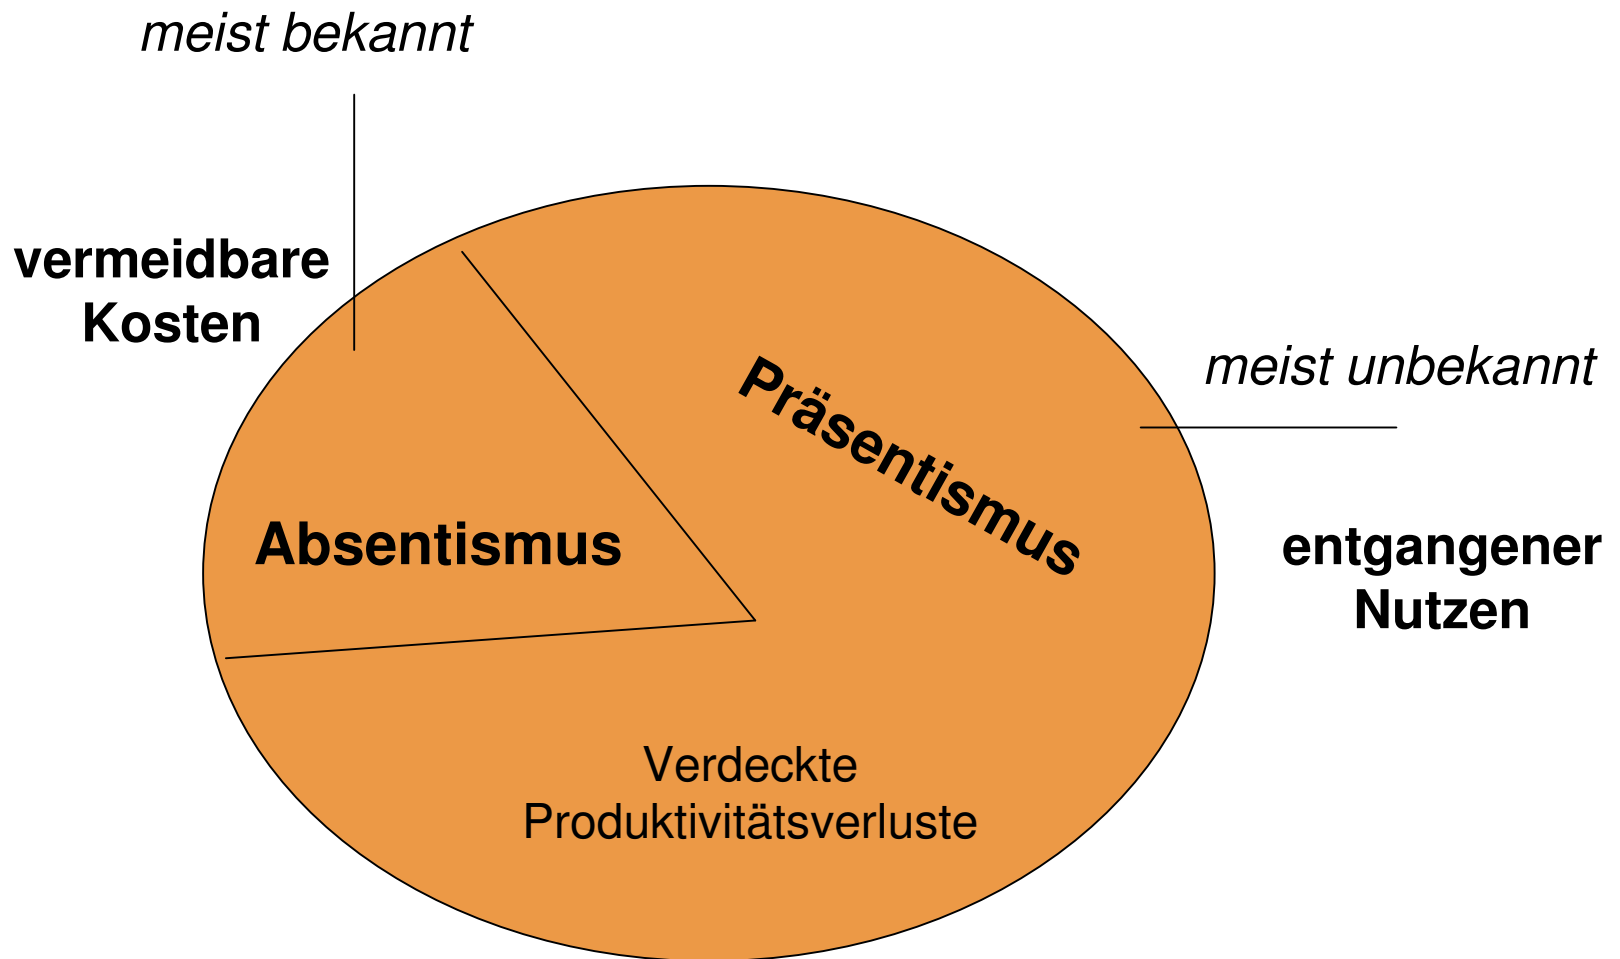 meist bekannt
vermeidbare
Kosten
meist unbekannt
Präsentismus
Absentismus
entgangener
Nutzen
Verdeckte
Produktivitätsverluste